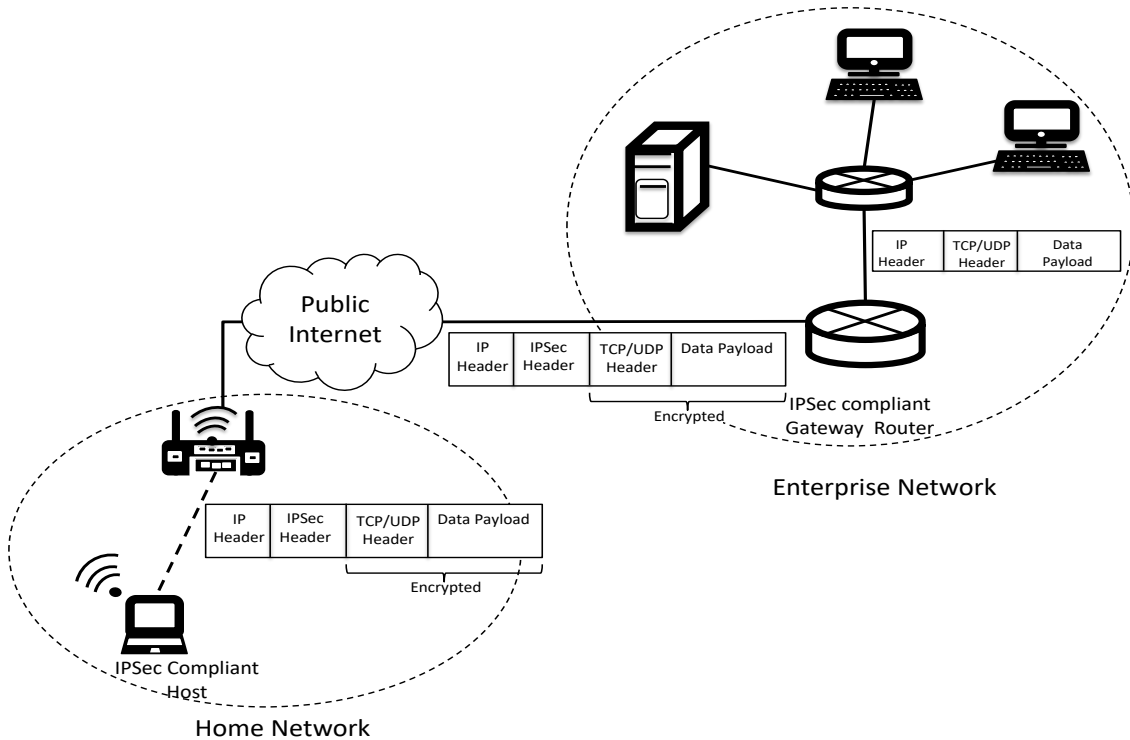 IP
Header
TCP/UDP
Header
Data
Payload
Public
Internet
IP
Header
IPSec
Header
TCP/UDP
Header
Data Payload
Encrypted
IPSec compliant
Gateway Router
Enterprise Network
IP
Header
IPSec
Header
TCP/UDP
Header
Data Payload
Encrypted
IPSec Compliant
Host
Home Network